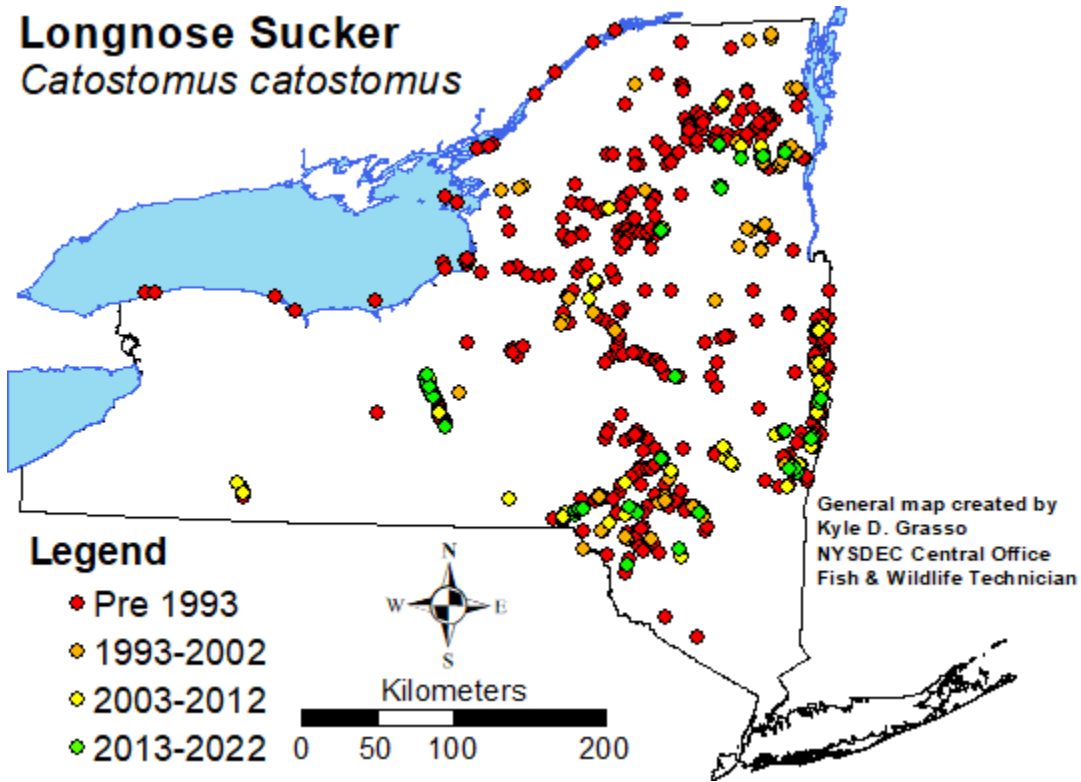 Longnose Sucker
Catostomus catostomus
General map created by
Kyle D. Grasso
NYSDEC Central Office
Fish & Wildlife Technician
Legend
Pre 1993
1993-2002
2003-2012
2013-2022
N
W
E
S
Kilometers
0 50 100 200